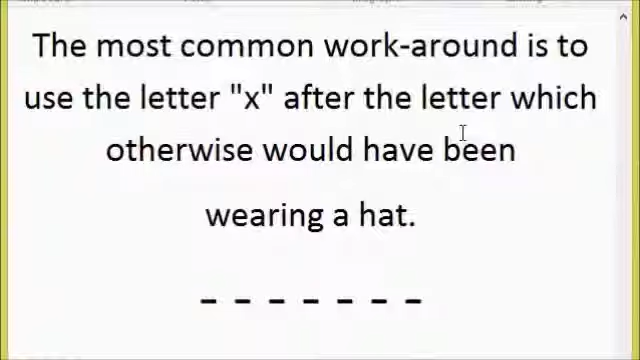 The most common work-around is to
use the letter "x" after the letter which
otherwise would have been
wearing a hat.
- - - - - - -